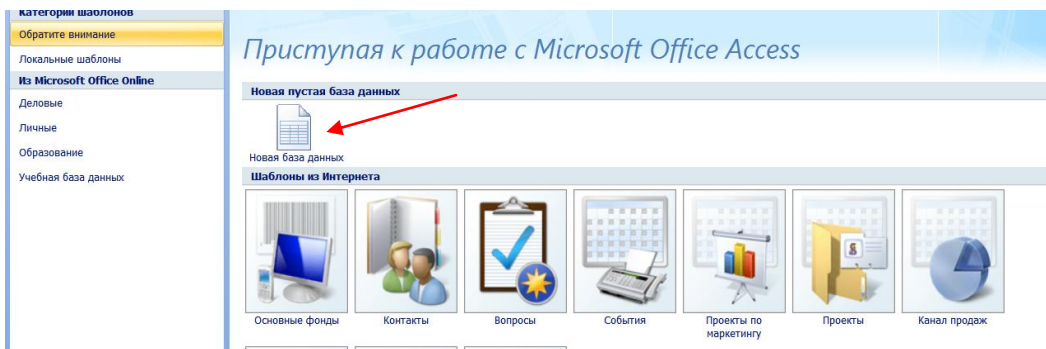 Категории шаблонов
Обратите внимание
Локальные шаблоны
Из Microsoft Office Online
Деловые
Личные
Образование
Учебная база данных
Приступая к работе с Microsoft Office Access
Новая пустая база данных
Новая база данных
Шаблоны из Интернета
Основные фонды
Контакты
Вопросы
События
Проекты по
маркетингу
Проекты
Канал продаж